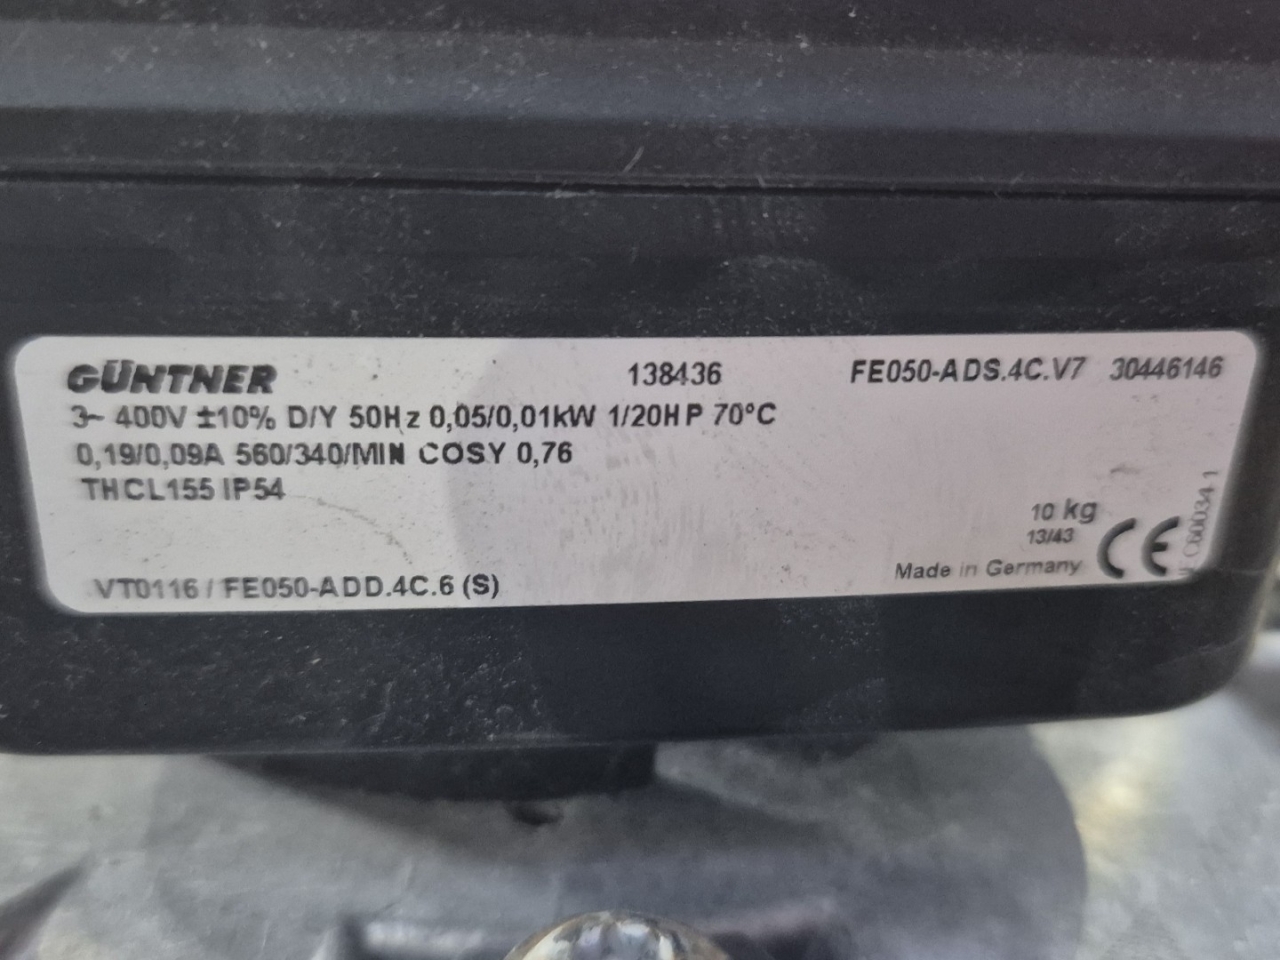 GÜNTNER 138436 FE050-ADS.4C.V7 30446146
3~ 400V ±10% D/Y 50Hz 0,05/0,01kW 1/20HP 70°C
0,19/0,09A 560/340/MIN COSY 0,76
THCL155 IP54
10 kg
13/43
Made in Germany CE
VT0116 / FE050-ADD.4C.6 (S)